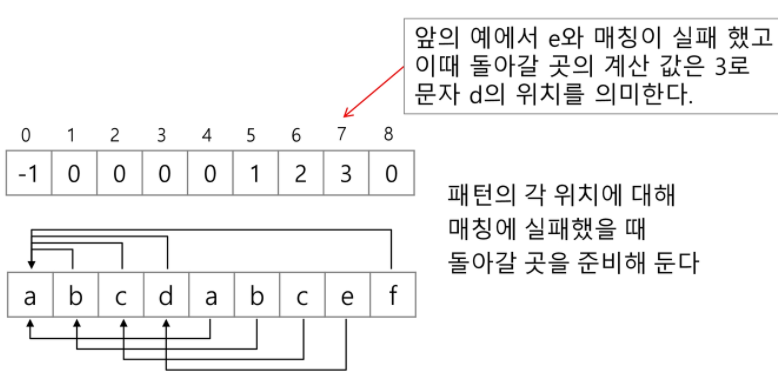 앞의 예에서 e와 매칭이 실패 했고
이때 돌아갈 곳의 계산 값은 3로
문자 d의 위치를 의미한다.
0 1 2 3 4 5 6 7 8
-1 0 0 0 0 1 2 3 0
패턴의 각 위치에 대해
매칭에 실패했을 때
돌아갈 곳을 준비해 둔다
a b c d a b c e f